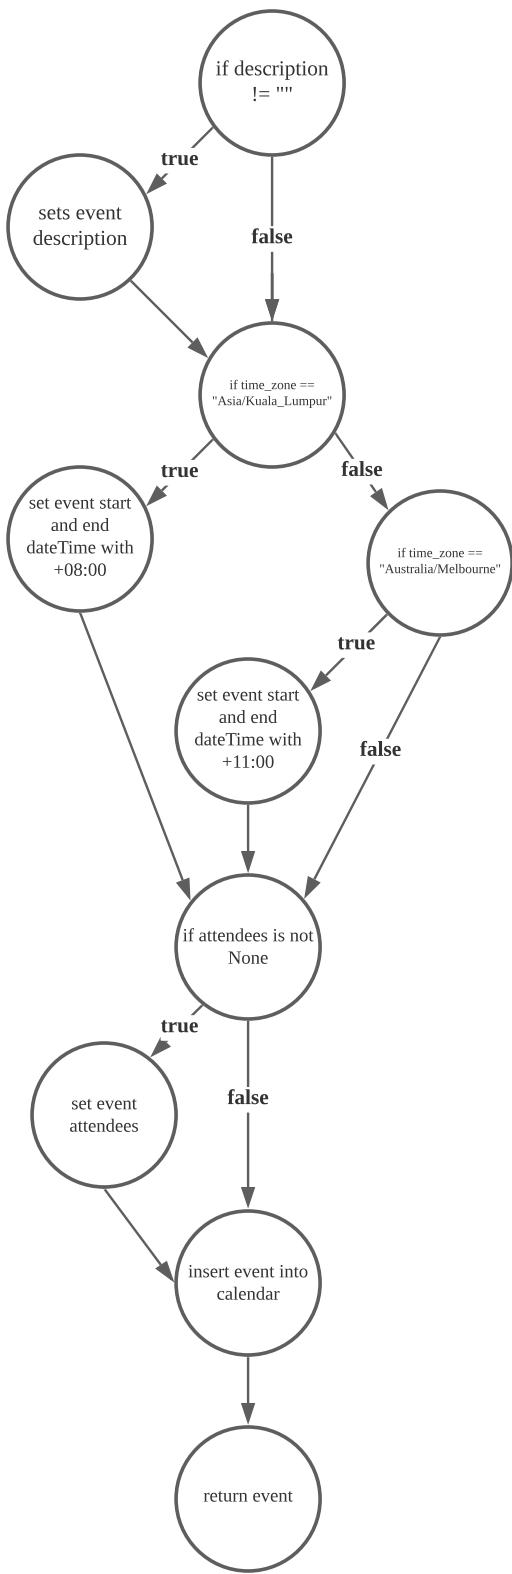 if description
!= ""
true
sets event
description
false
if time_zone ==
"Asia/Kuala_Lumpur"
true
false
set event start
and end
dateTime with
+08:00
if time_zone ==
"Australia/Melbourne"
true
set event start
and end
dateTime with
+11:00
false
if attendees is not
None
true
set event
attendees
false
insert event into
calendar
return event